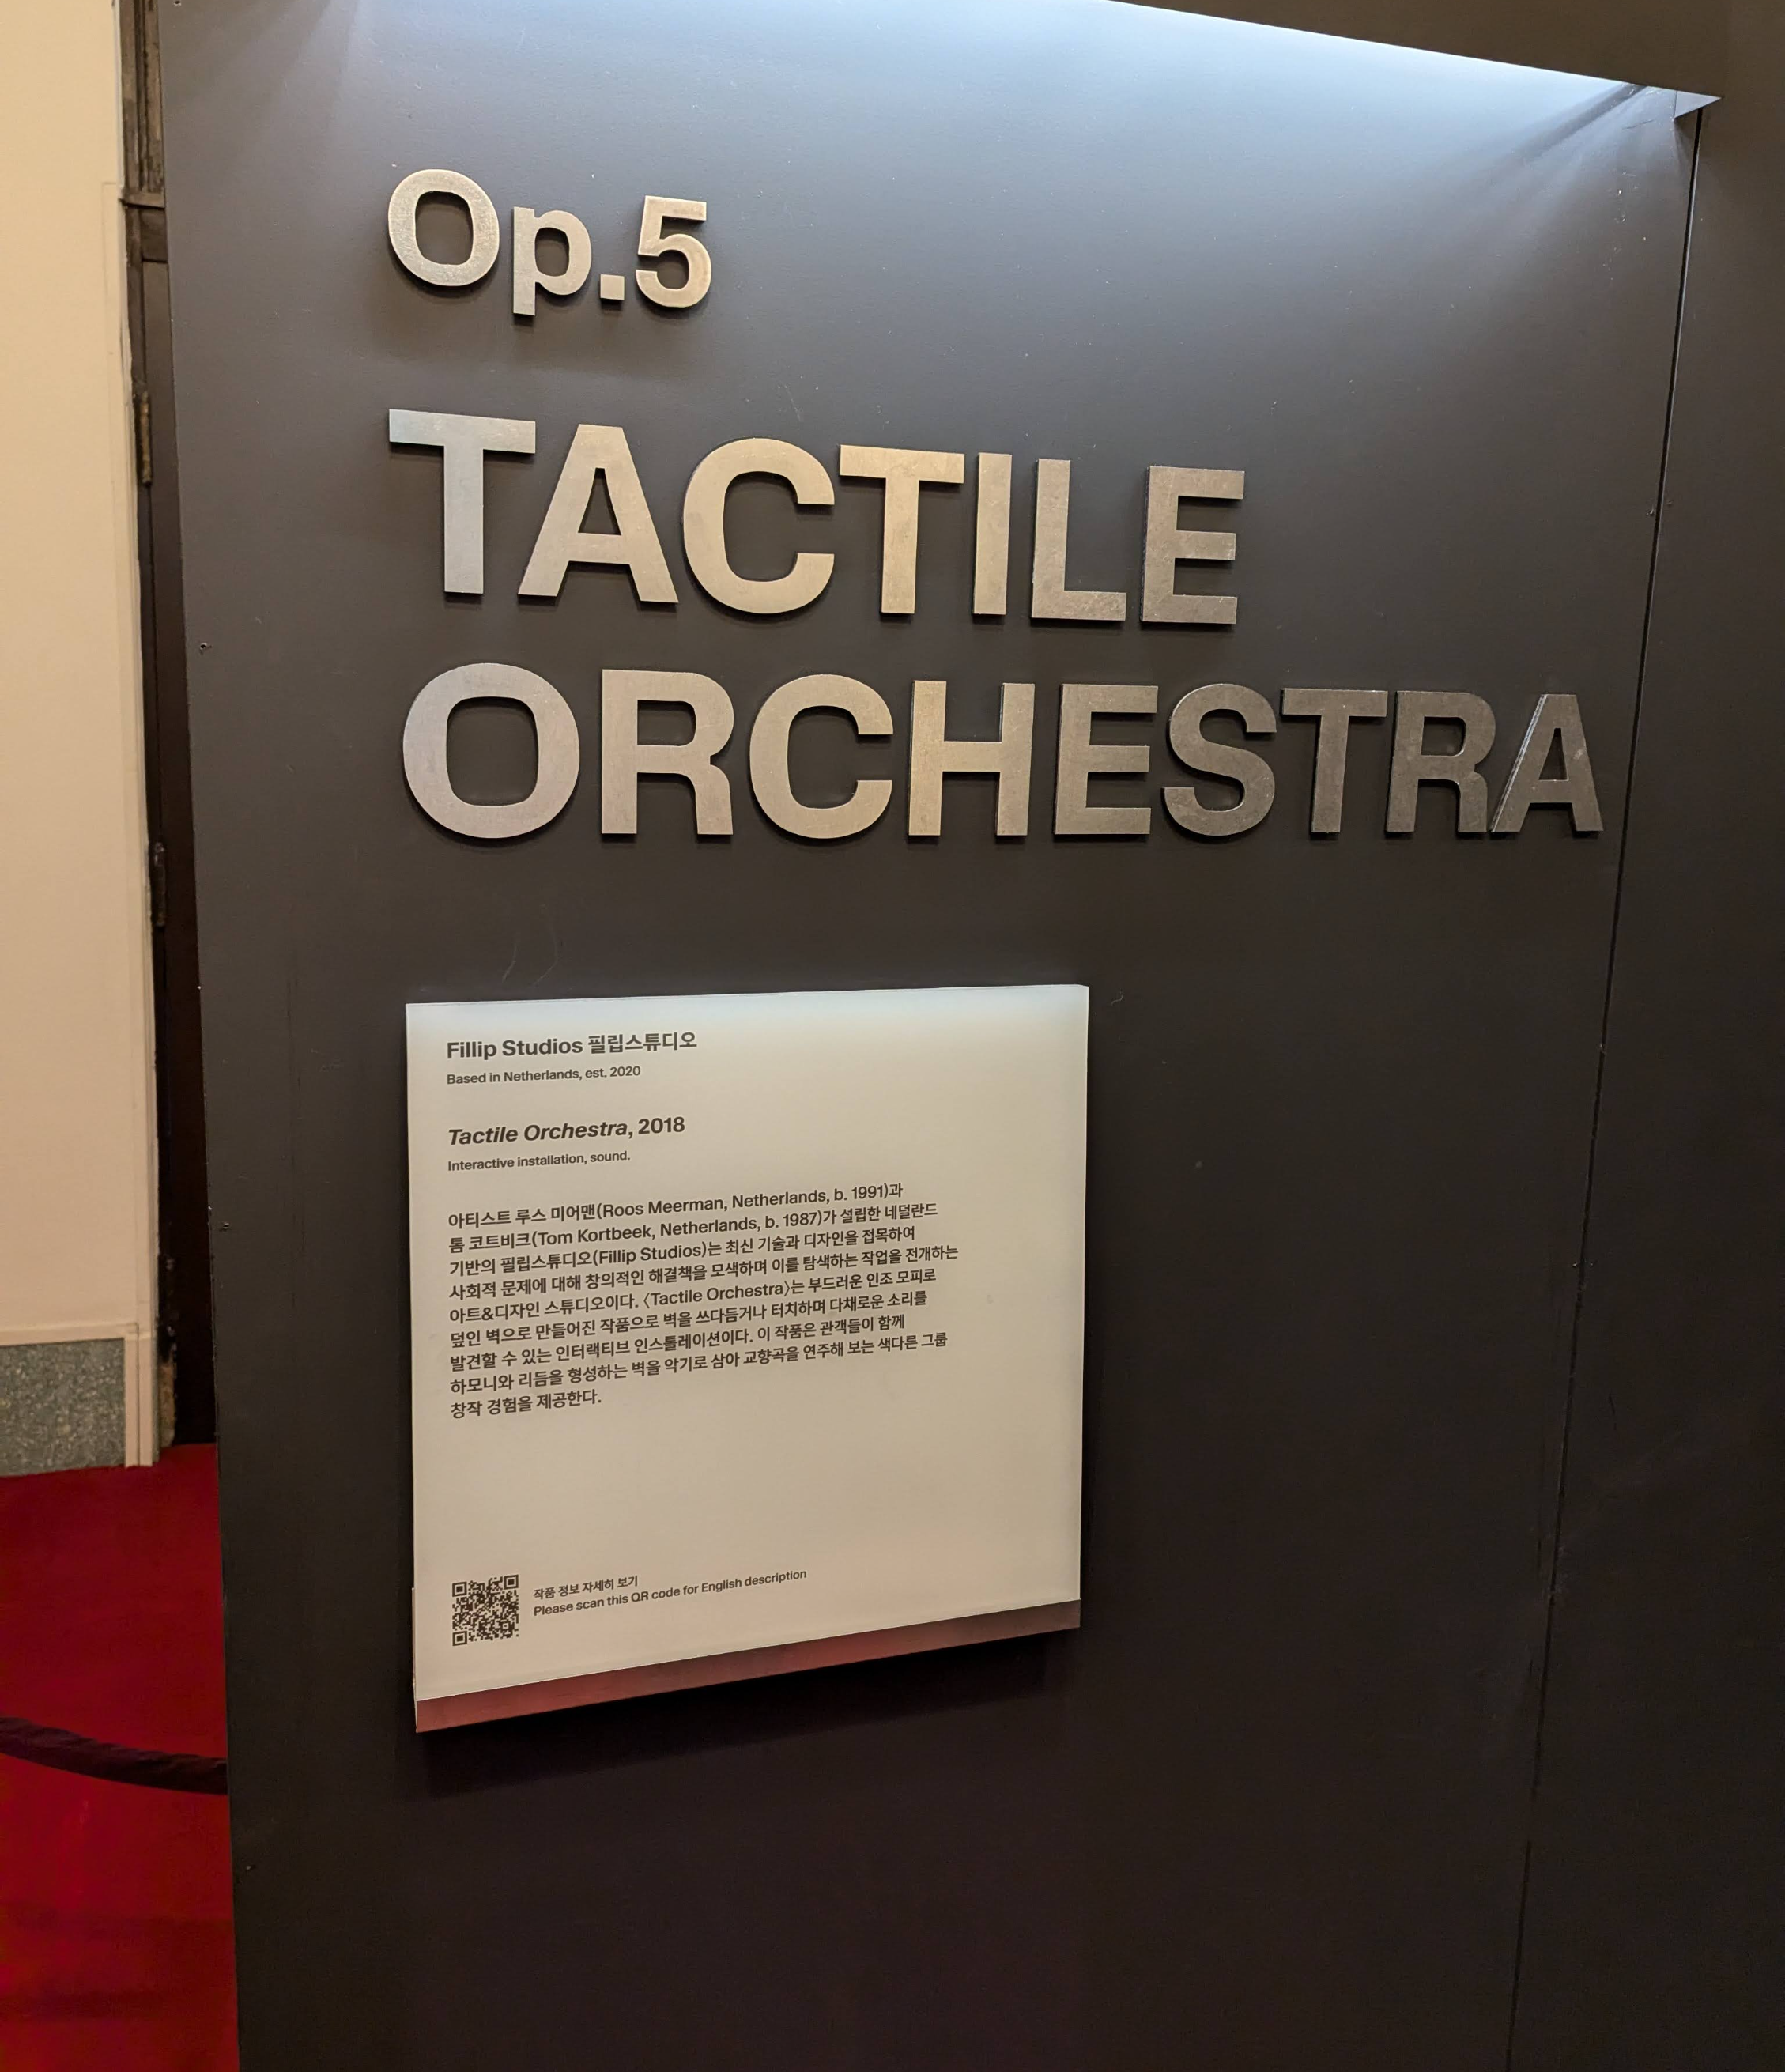 Op.5
TACTILE
ORCHESTRA
Fillip Studios 필립스튜디오
Based in Netherlands, est. 2020
Tactile Orchestra, 2018
Interactive installation, sound.
아티스트 루스 미어맨(Roos Meerman, Netherlands, b. 1991)과
톰 코트비크(Tom Kortbeek, Netherlands, b. 1987)가 설립한 네덜란드
기반의 필립스튜디오(Fillip Studios)는 최신 기술과 디자인을 접목하여
사회적 문제에 대해 창의적인 해결책을 모색하며 이를 탐색하는 작업을 전개하는
아트&디자인 스튜디오이다. 〈Tactile Orchestra〉는 부드러운 인조 모피로
덮인 벽으로 만들어진 작품으로 벽을 쓰다듬거나 터치하며 다채로운 소리를
발견할 수 있는 인터랙티브 인스톨레이션이다. 이 작품은 관객들이 함께
하모니와 리듬을 형성하는 벽을 악기로 삼아 교향곡을 연주해 보는 색다른 그룹
창작 경험을 제공한다.
작품 정보 자세히 보기
Please scan this QR code for English description